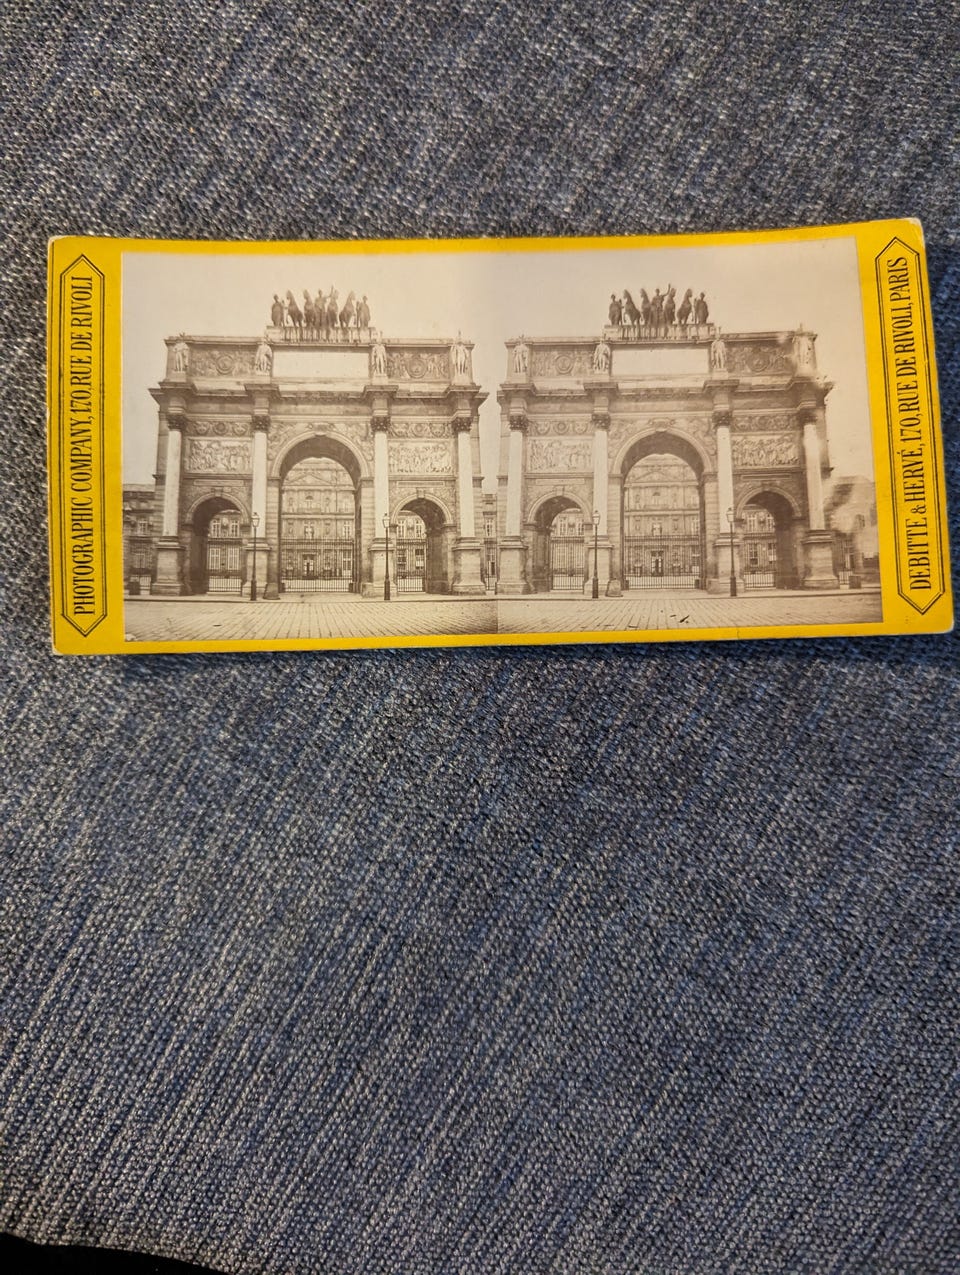 PHOTOGRAPHIC COMPANY, 170, RUE DE RIVOLI
DEBITTE & HERVÉ, 170, RUE DE RIVOLI, PARIS